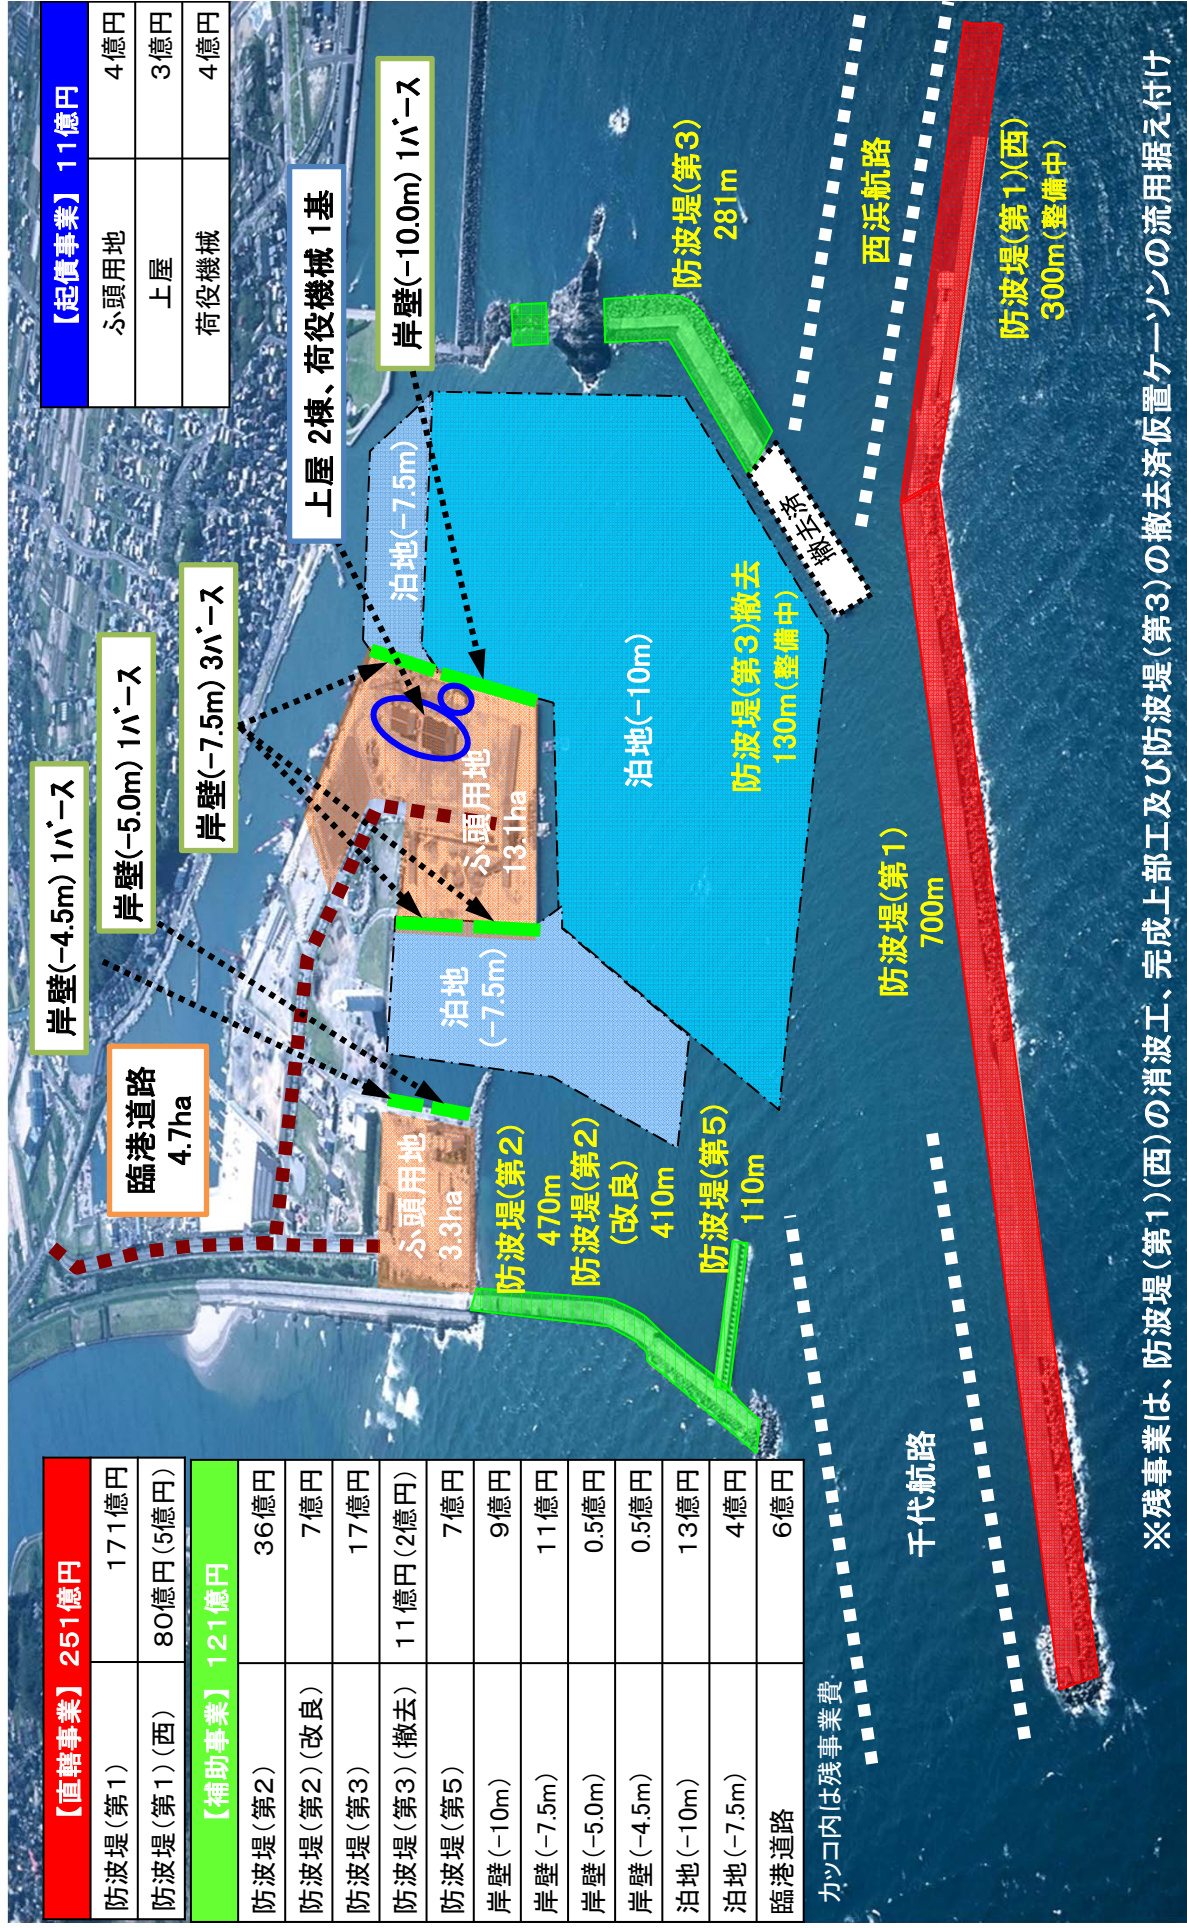 【直轄事業】 251億円
防波堤(第1) 171億円
防波堤(第1)(西) 80億円(5億円)
【補助事業】 121億円
防波堤(第2) 36億円
防波堤(第2)(改良) 7億円
防波堤(第3) 17億円
防波堤(第3)(撤去) 11億円(2億円)
防波堤(第5) 7億円
岸壁(-10m) 9億円
岸壁(-7.5m) 11億円
岸壁(-5.0m) 0.5億円
岸壁(-4.5m) 0.5億円
泊地(-10m) 13億円
泊地(-7.5m) 4億円
臨港道路 6億円
カッコ内は残事業費
【起債事業】 11億円
ふ頭用地 4億円
上屋 3億円
荷役機械 4億円
臨港道路
4.7ha
岸壁(-4.5m) 1バース
岸壁(-5.0m) 1バース
岸壁(-7.5m) 3バース
上屋 2棟、荷役機械 1基
岸壁(-10.0m) 1バース
ふ頭用地
3.3ha
泊地
(-7.5m)
ふ頭用地
13.1ha
泊地(-7.5m)
泊地(-10m)
防波堤(第2)
470m
防波堤(第2)
(改良)
410m
防波堤(第5)
110m
防波堤(第3)撤去
130m(整備中)
撤去済
防波堤(第3)
281m
西浜航路
防波堤(第1)
700m
防波堤(第1)(西)
300m(整備中)
千代航路
※残事業は、防波堤(第1)(西)の消波工、完成上部工及び防波堤(第3)の撤去済仮置ケーソンの流用据え付け